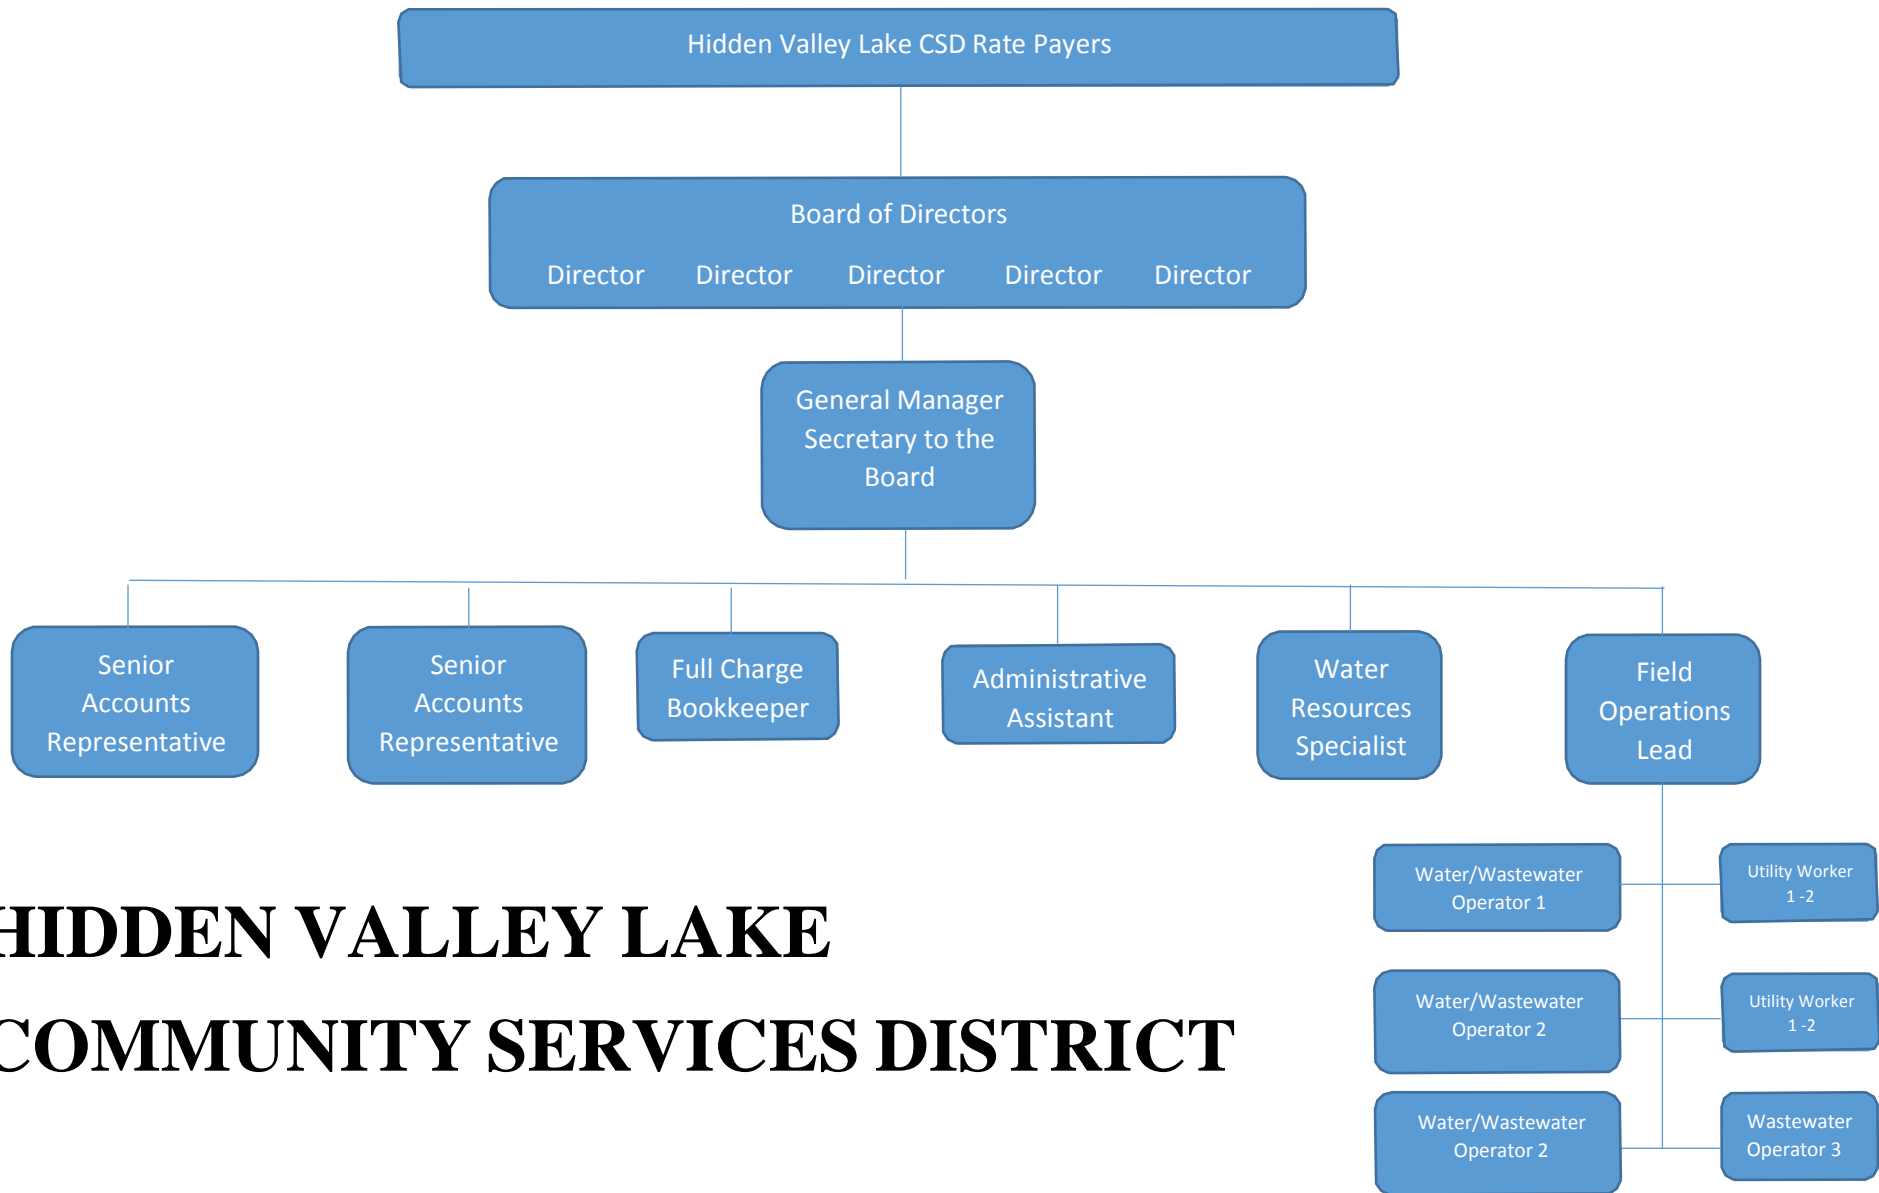 Hidden Valley Lake CSD Rate Payers
Board of Directors
Director Director Director Director Director
General Manager
Secretary to the
Board
Senior
Accounts
Representative
Senior
Accounts
Representative
Full Charge
Bookkeeper
Administrative
Assistant
Water
Resources
Specialist
Field
Operations
Lead
Water/Wastewater
Operator 1
Utility Worker
1 -2
Water/Wastewater
Operator 2
Utility Worker
1 -2
Water/Wastewater
Operator 2
Wastewater
Operator 3
HIDDEN VALLEY LAKE
COMMUNITY SERVICES DISTRICT